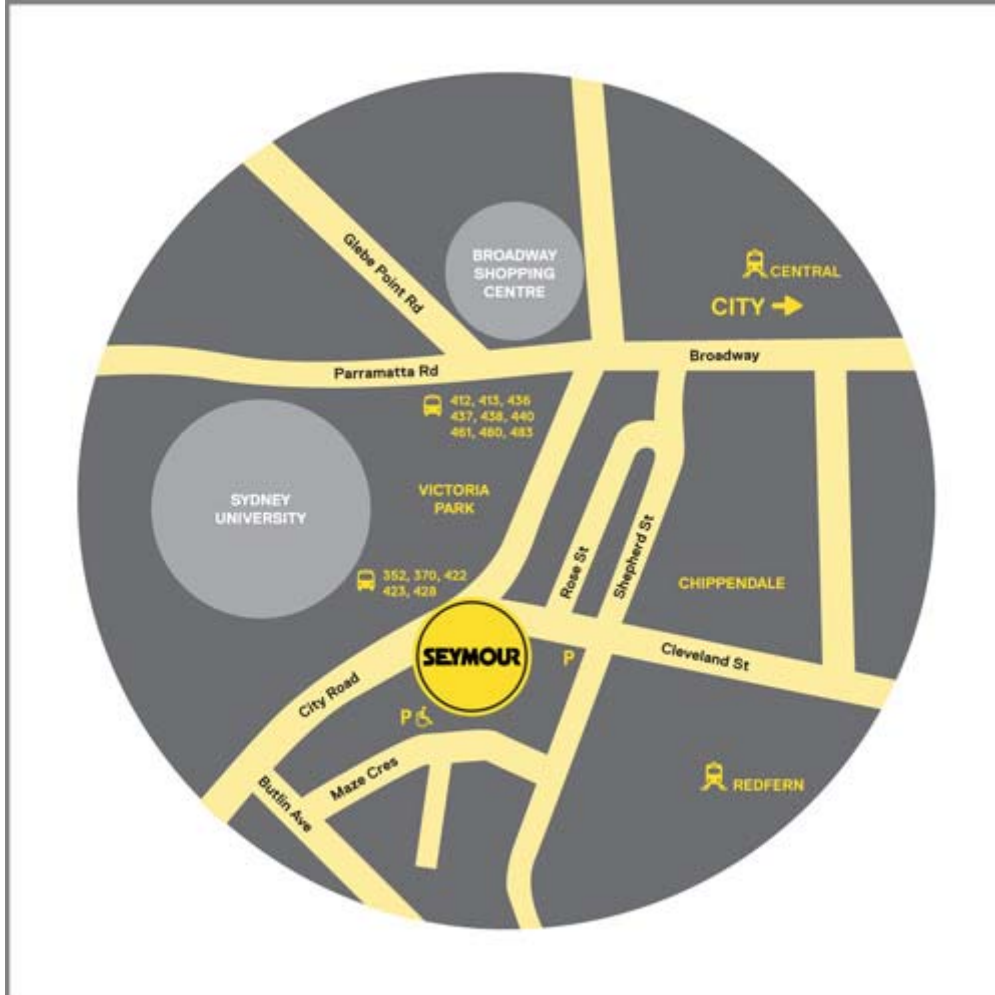 Glebe Point Rd
BROADWAY
SHOPPING
CENTRE
CENTRAL
CITY
Broadway
Parramatta Rd
412, 413, 436
437, 438, 440
461, 480, 483
SYDNEY
UNIVERSITY
VICTORIA
PARK
Rose St
Shepherd St
352, 370, 422
423, 428
CHIPPENDALE
SEYMOUR
P
Cleveland St
City Road
P
Maze Cres
Butlin Ave
REDFERN